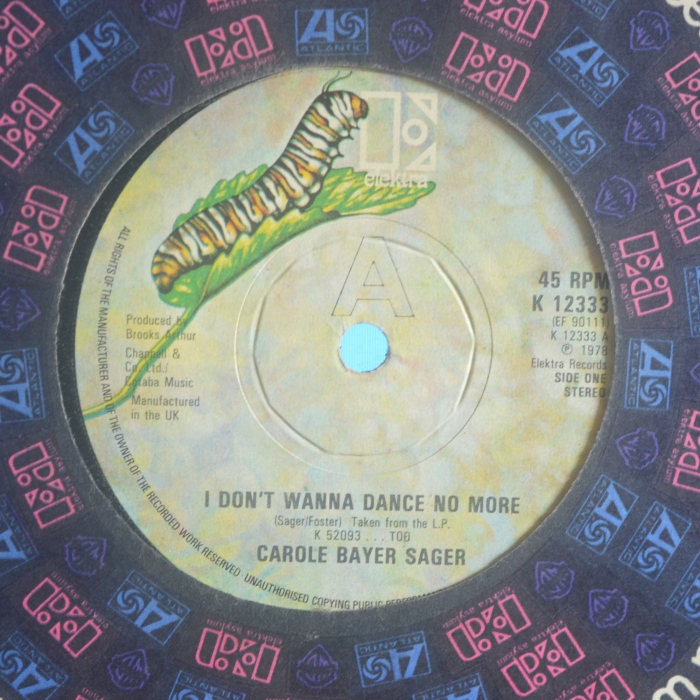 elektra
A
45 RPM
K 12333
(EF 90111)
K 12333 A
℗ 1978
Elektra Records
SIDE ONE
STEREO
Produced by
Brooks Arthur
Chappell &
Co. Ltd./
Begonia Music
Manufactured
in the UK
ALL RIGHTS OF THE MANUFACTURER AND OF THE OWNER OF THE RECORDED WORK RESERVED UNAUTHORISED COPYING PUBLIC
I DON'T WANNA DANCE NO MORE
(Sager/Foster) Taken from the L.P.
K 52093 . . . TOB
CAROLE BAYER SAGER
elektra asylum
ATLANTIC